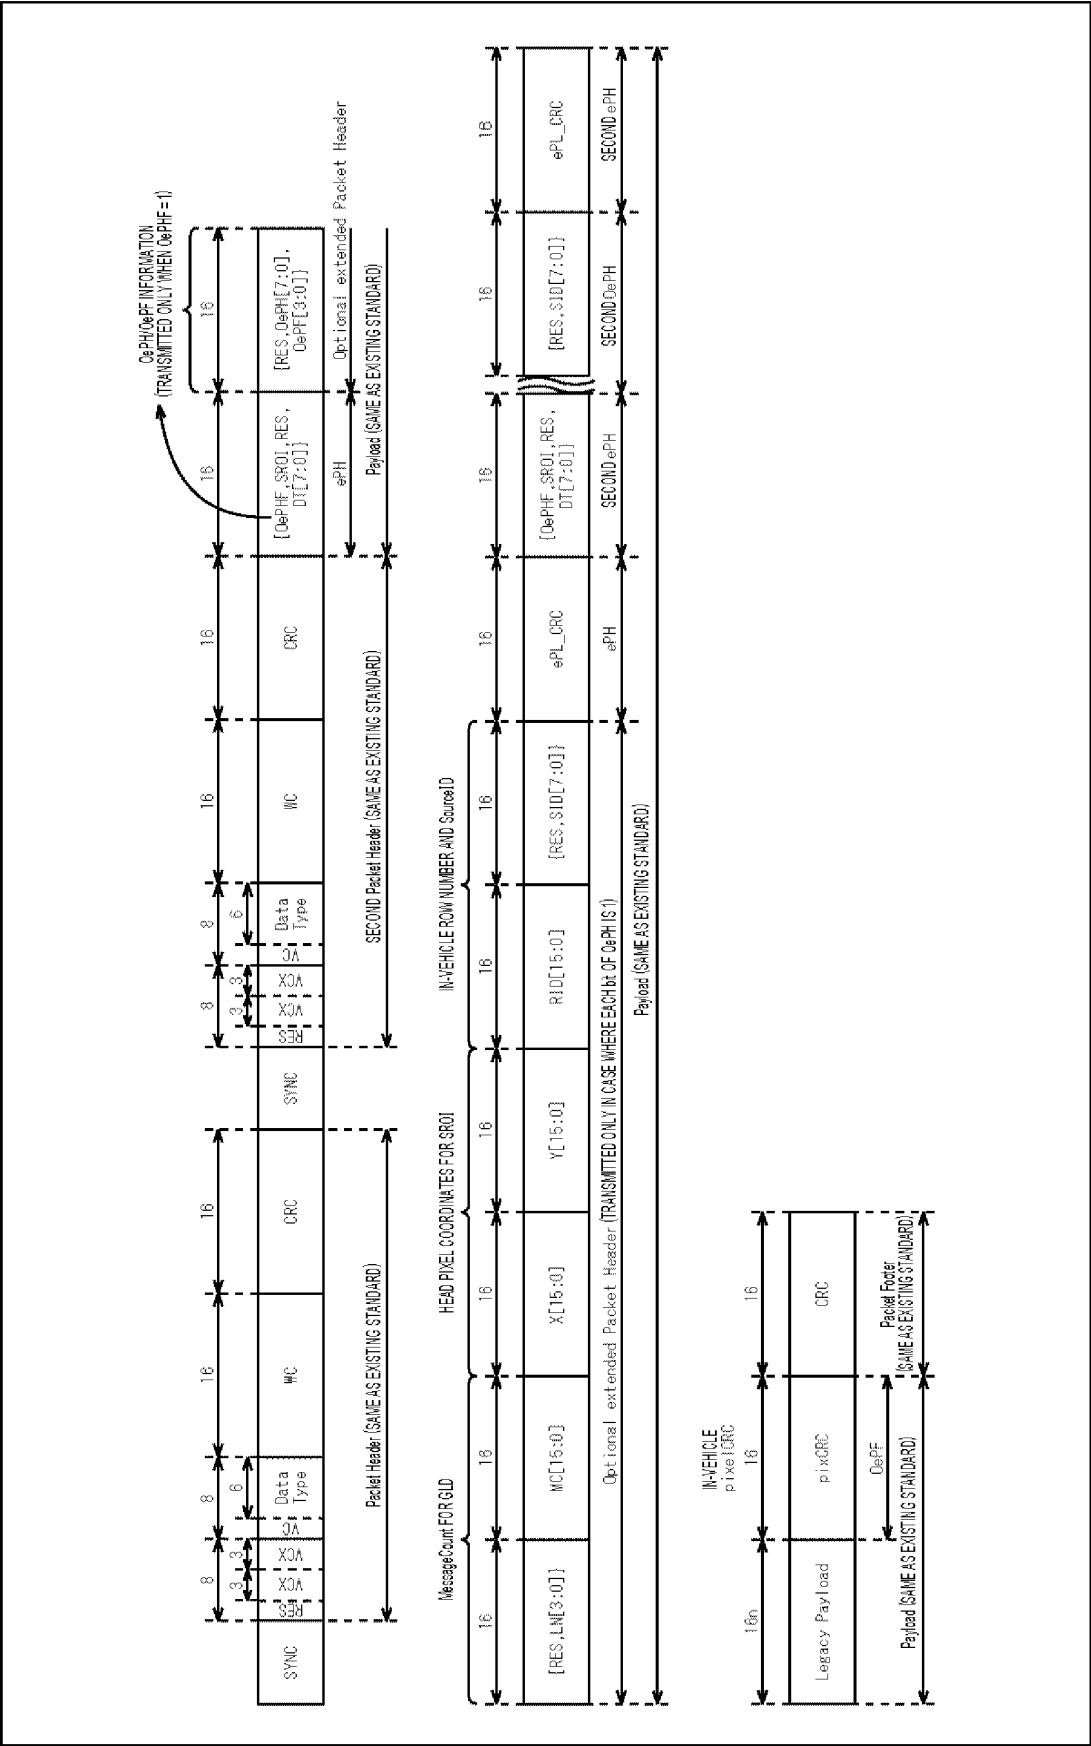 OePH/OePF INFORMATION
(TRANSMITTED ONLY WHEN OePHF=1)
8
8
16
16
8
8
16
16
16
16
3
3
6
3
3
6
SYNC
RES
VCX
VCX
VC
Data
Type
WC
CRC
SYNC
RES
VCX
VCX
VC
Data
Type
WC
CRC
{OePHF,SROI,RES,
DT[7:0]}
{RES,OePH[7:0],
OePF[3:0]}
ePH
Optional extended Packet Header
Packet Header (SAME AS EXISTING STANDARD)
SECOND Packet Header (SAME AS EXISTING STANDARD)
Payload (SAME AS EXISTING STANDARD)
MessageCount FOR GLD
HEAD PIXEL COORDINATES FOR SROI
IN-VEHICLE ROW NUMBER AND SourceID
16
16
16
16
16
16
16
16
16
16
{RES,LN[3:0]}
MC[15:0]
X[15:0]
Y[15:0]
RID[15:0]
{RES,SID[7:0]}
ePL_CRC
{OePHF,SROI,RES,
DT[7:0]}
{RES,SID[7:0]}
ePL_CRC
Optional extended Packet Header (TRANSMITTED ONLY IN CASE WHERE EACH bit OF OePH IS 1)
ePH
SECOND ePH
SECOND OePH
SECOND ePH
Payload (SAME AS EXISTING STANDARD)
IN-VEHICLE
pixelCRC
16n
16
16
Legacy Payload
pixCRC
CRC
OePF
Packet Footer
(SAME AS EXISTING STANDARD)
Payload (SAME AS EXISTING STANDARD)